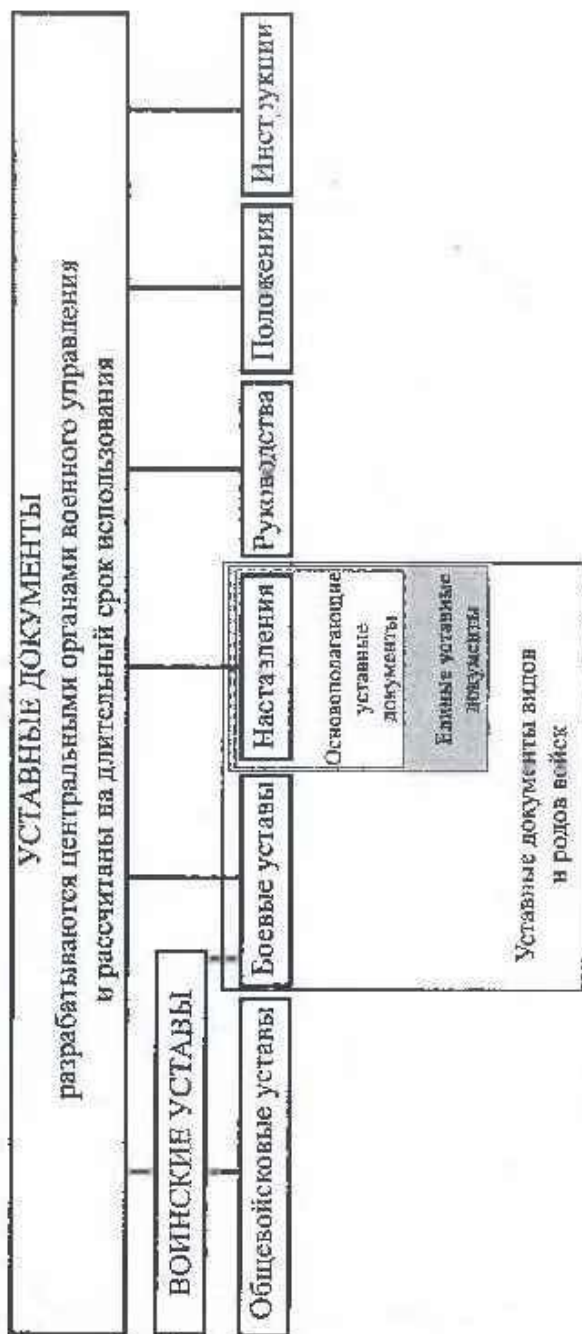 УСТАВНЫЕ ДОКУМЕНТЫ
разрабатываются центральными органами военного управления
и рассчитаны на длительный срок использования
ВОИНСКИЕ УСТАВЫ
Общевойсковые уставы
Боевые уставы
Наставления
Руководства
Положения
Инструкции
Основополагающие
уставные
документы
Единые уставные
документы
Уставные документы видов
и родов войск